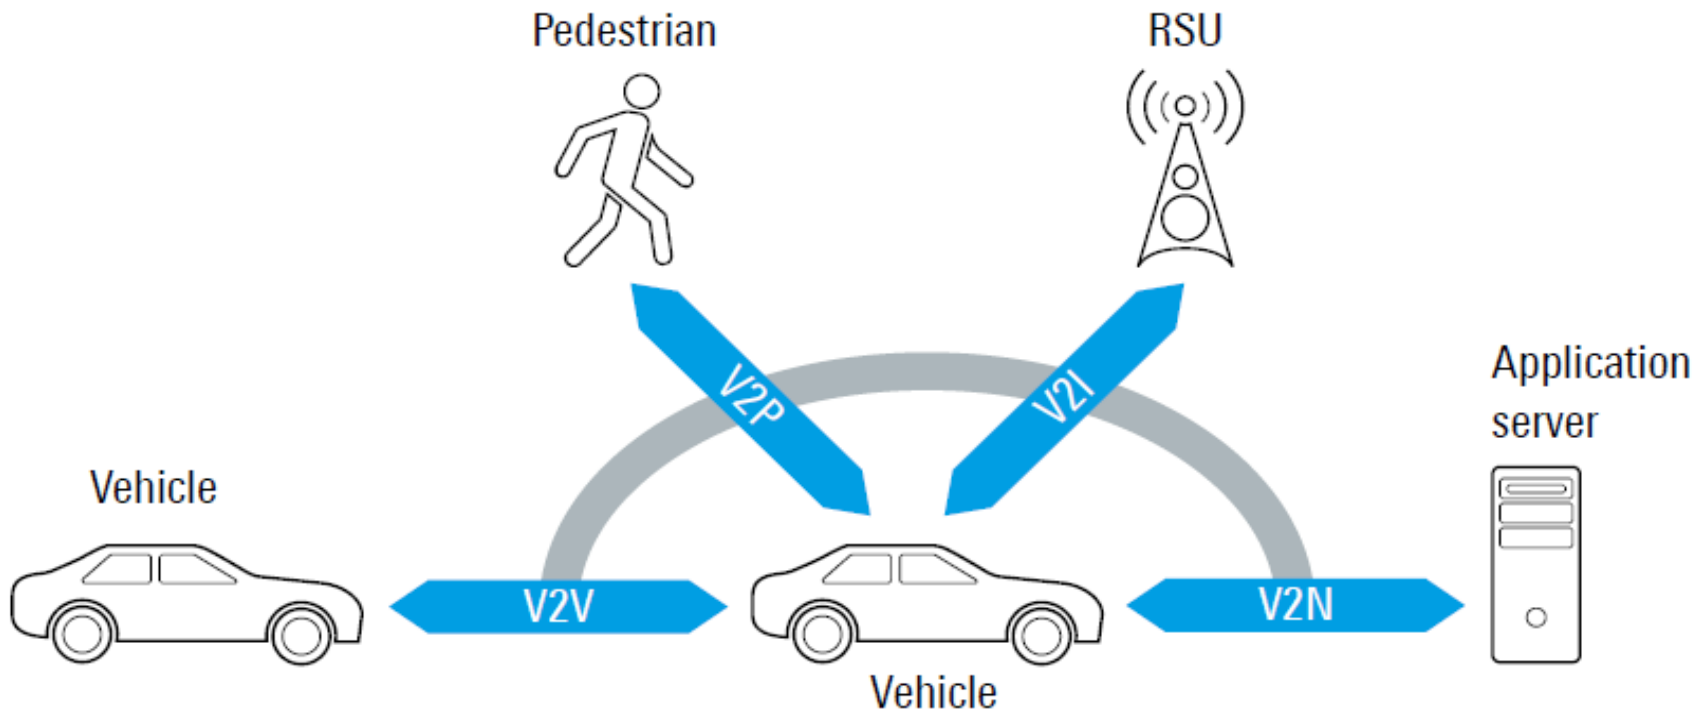 Pedestrian
RSU
V2P
V2I
Application
server
Vehicle
V2V
V2N
Vehicle